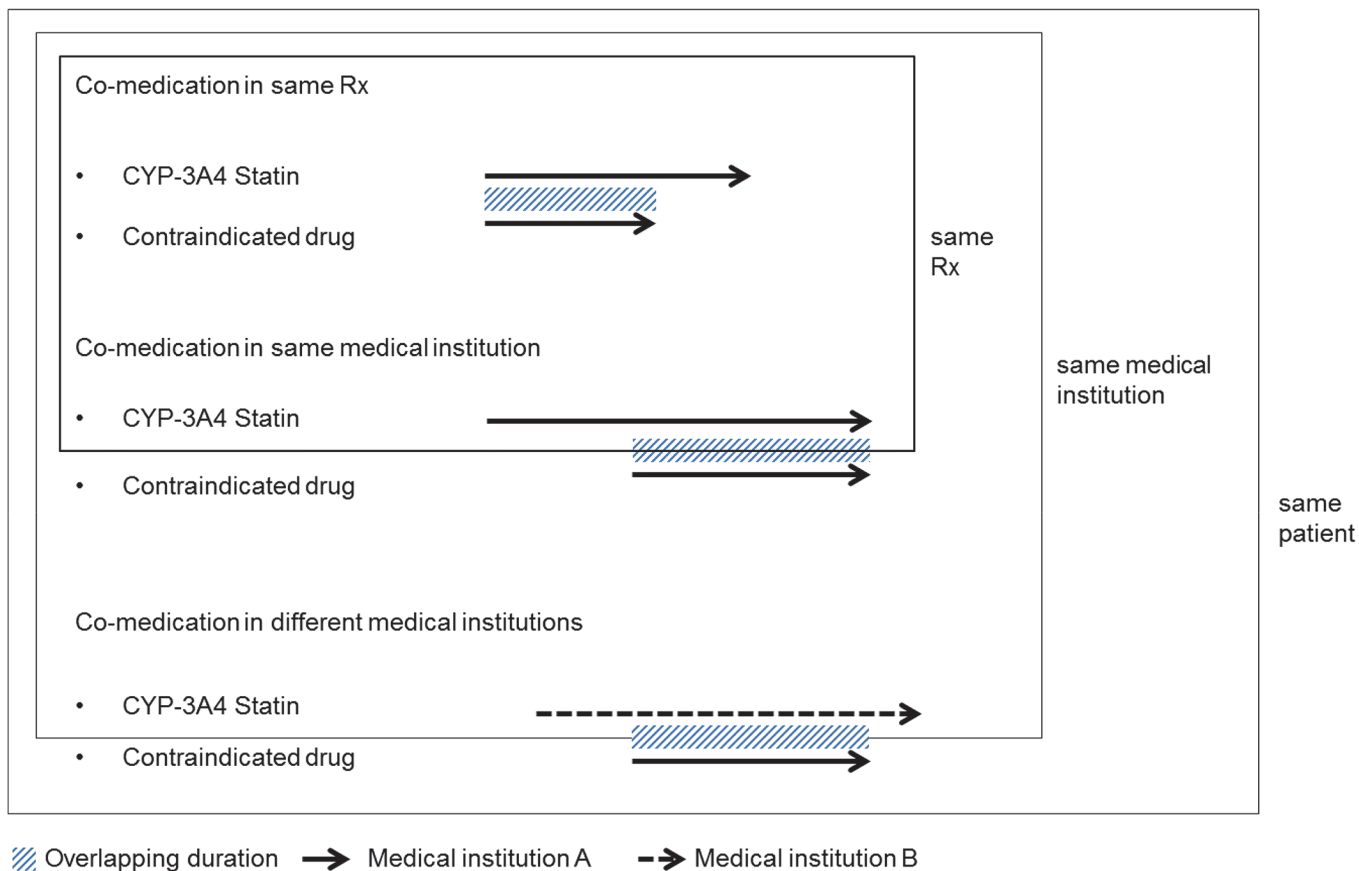 Co-medication in same Rx
• CYP-3A4 Statin
• Contraindicated drug
same
Rx
Co-medication in same medical institution
• CYP-3A4 Statin
• Contraindicated drug
same medical
institution
same
patient
Co-medication in different medical institutions
• CYP-3A4 Statin
• Contraindicated drug
Overlapping duration Medical institution A Medical institution B